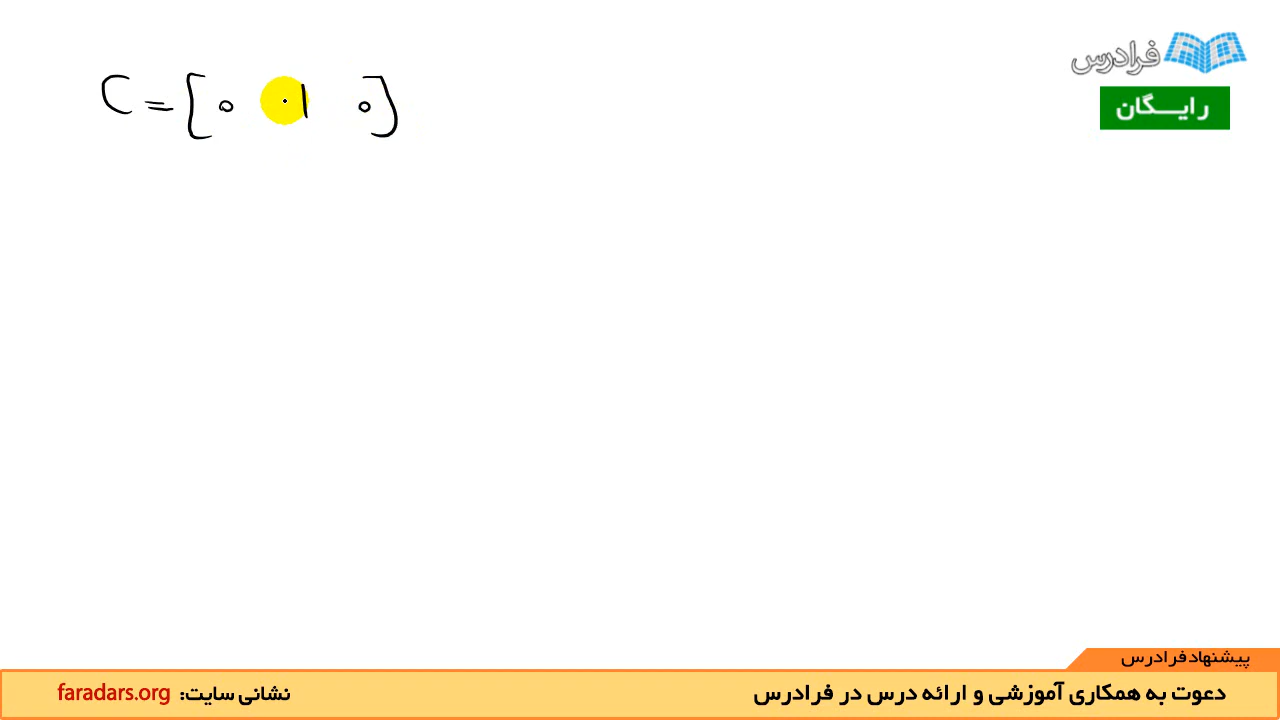 فرادرس
رایگان
C = [ 0 1 0 ]
پیشنهاد فرادرس
دعوت به همکاری آموزشی و ارائه درس در فرادرس
نشانی سایت: faradars.org